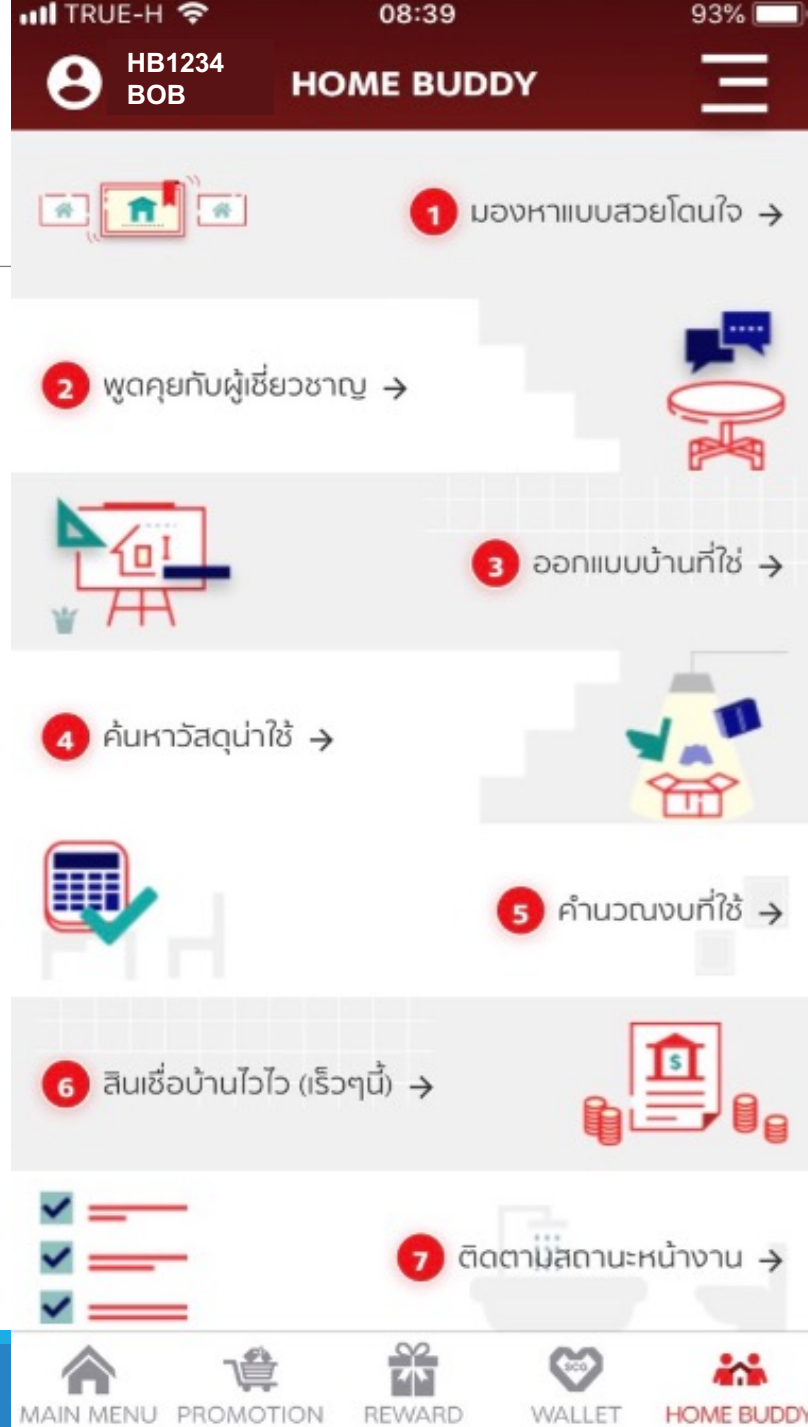 TRUE-H 08:39 93%
HB1234
BOB
HOME BUDDY
1 มองหาแบบสวยโดนใจ →
2 พูดคุยกับผู้เชี่ยวชาญ →
3 ออกแบบบ้านที่ใช่ →
4 ค้นหาวัสดุน่าใช้ →
5 คำนวณงบที่ใช้ →
6 สินเชื่อบ้านไวไว (เร็วๆนี้) →
$
7 ติดตามสถานะหน้างาน →
SCG
MAIN MENU PROMOTION REWARD WALLET HOME BUDDY